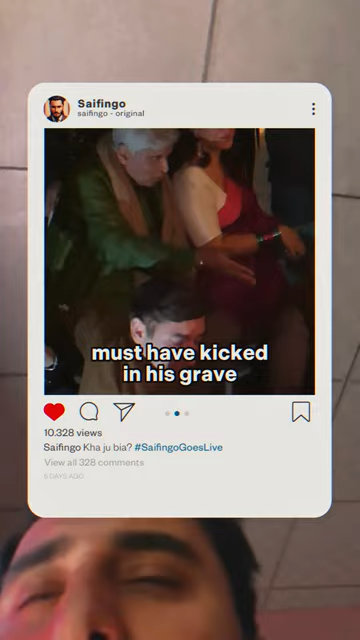 Saifingo
saifingo - original
must have kicked
in his grave
10.328 views
Saifingo Kha ju bia? #SaifingoGoesLive
View all 328 comments
5 DAYS AGO